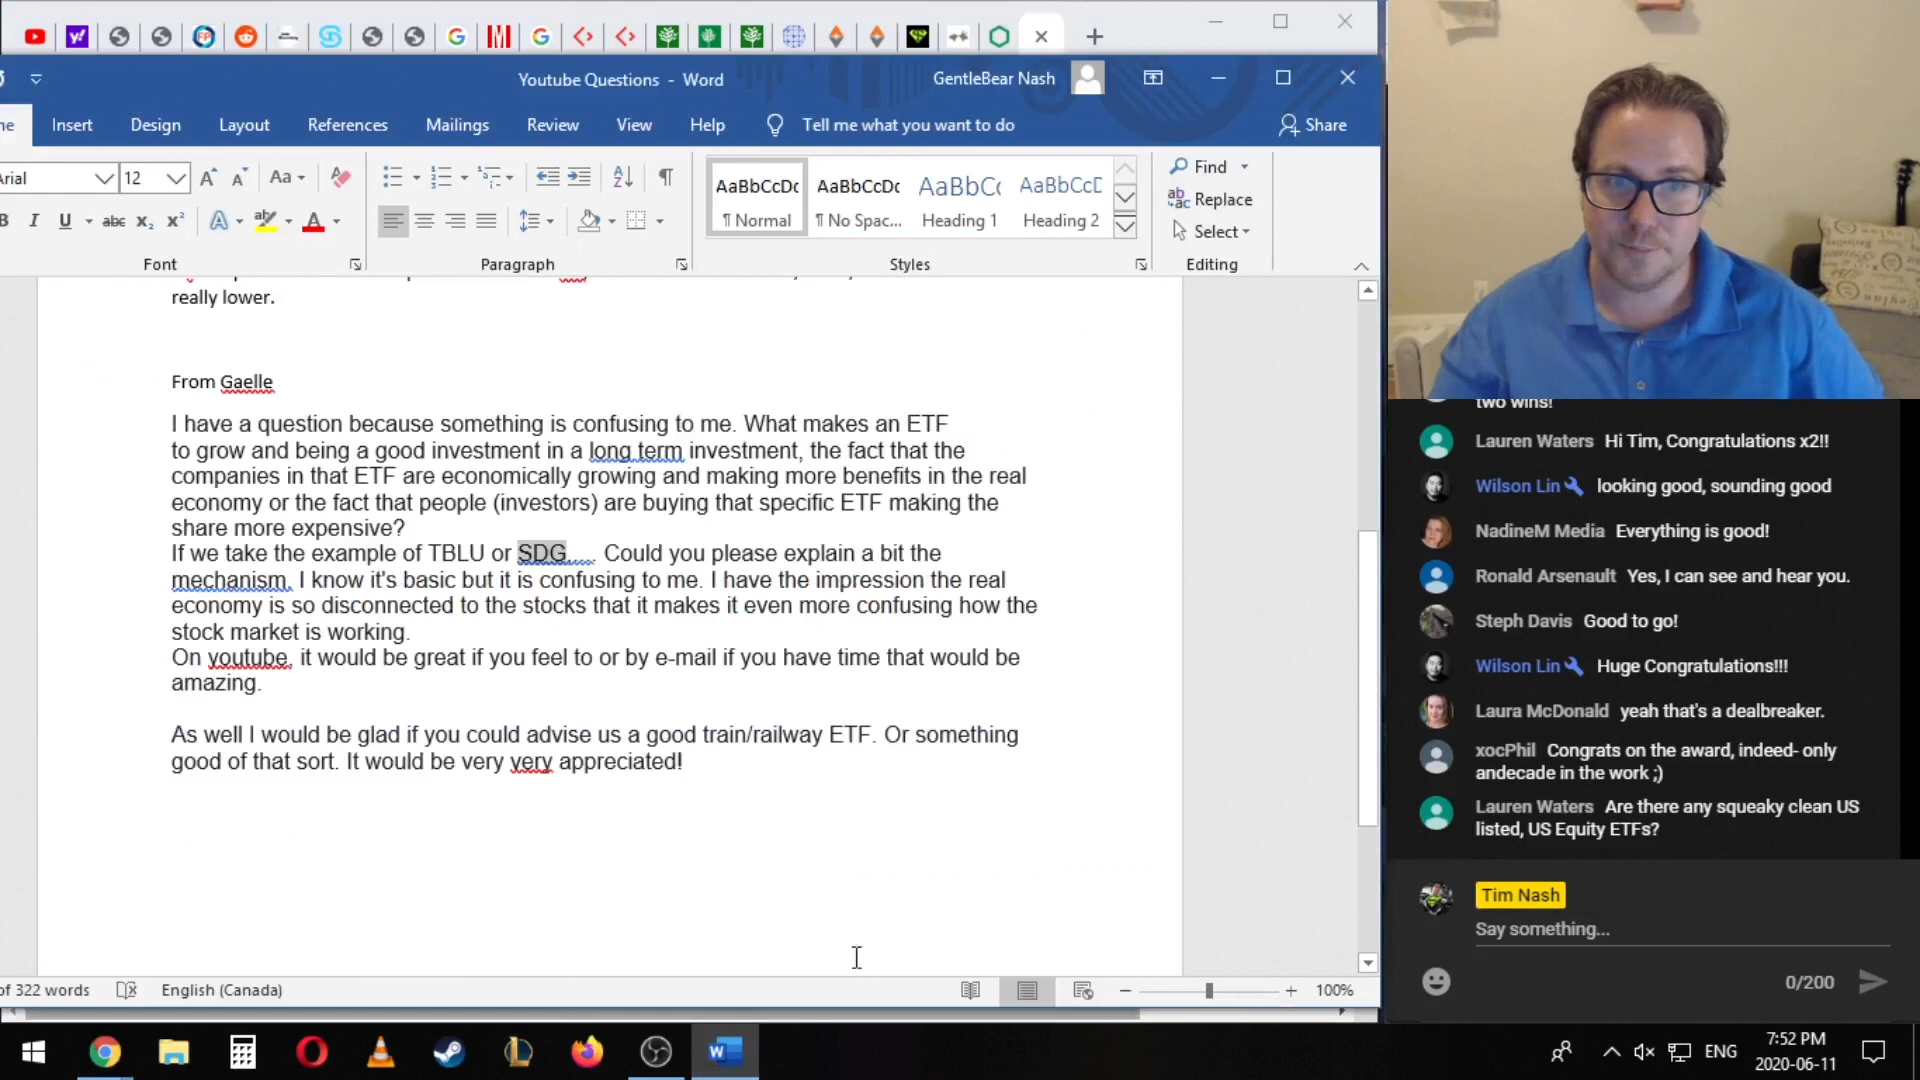 Youtube Questions - Word
GentleBear Nash
Insert
Design
Layout
References
Mailings
Review
View
Help
Tell me what you want to do
Share
12
Aa
AaBbCcDc
AaBbCcDc
AaBbCc
AaBbCcD
Find
Replace
Select
¶ Normal
¶ No Spac...
Heading 1
Heading 2
Font
Paragraph
Styles
Editing
really lower.
From Gaelle
I have a question because something is confusing to me. What makes an ETF
to grow and being a good investment in a long term investment, the fact that the
companies in that ETF are economically growing and making more benefits in the real
economy or the fact that people (investors) are buying that specific ETF making the
share more expensive?
If we take the example of TBLU or SDG..... Could you please explain a bit the
mechanism. I know it's basic but it is confusing to me. I have the impression the real
economy is so disconnected to the stocks that it makes it even more confusing how the
stock market is working.
On youtube, it would be great if you feel to or by e-mail if you have time that would be
amazing.
As well I would be glad if you could advise us a good train/railway ETF. Or something
good of that sort. It would be very very appreciated!
of 322 words
English (Canada)
100%
two wins!
Lauren Waters Hi Tim, Congratulations x2!!
Wilson Lin looking good, sounding good
NadineM Media Everything is good!
Ronald Arsenault Yes, I can see and hear you.
Steph Davis Good to go!
Wilson Lin Huge Congratulations!!!
Laura McDonald yeah that's a dealbreaker.
xocPhil Congrats on the award, indeed- only
andecade in the work ;)
Lauren Waters Are there any squeaky clean US
listed, US Equity ETFs?
Tim Nash
Say something...
0/200
ENG
7:52 PM
2020-06-11